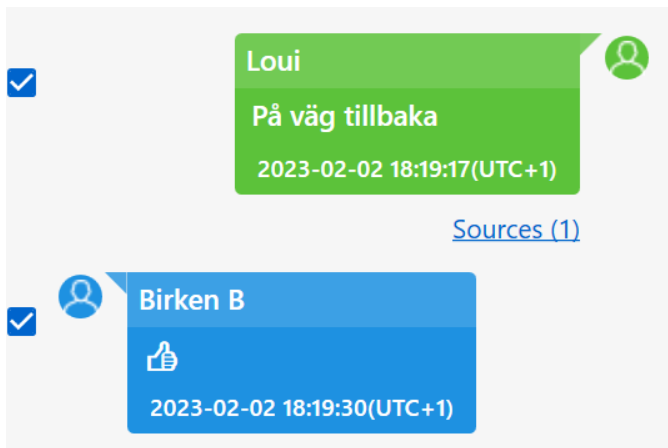 Loui
På väg tillbaka
2023-02-02 18:19:17(UTC+1)
Sources (1)
Birken B
👍
2023-02-02 18:19:30(UTC+1)